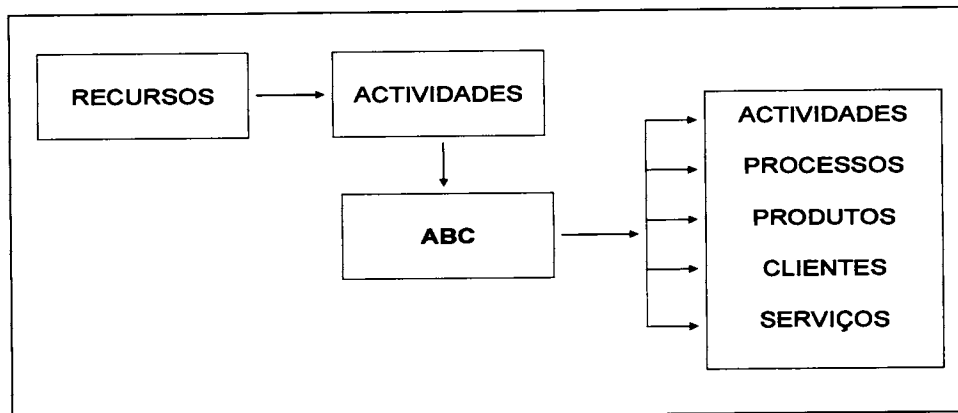 RECURSOS
ACTIVIDADES
ABC
ACTIVIDADES
PROCESSOS
PRODUTOS
CLIENTES
SERVIÇOS